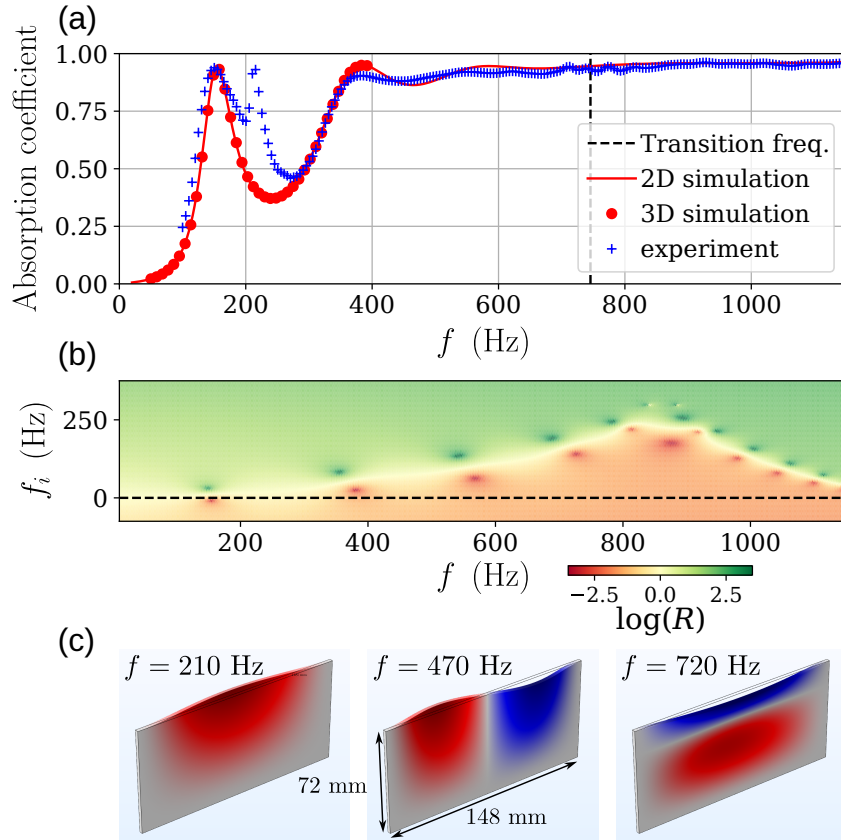 (a)
1.00
0.75
0.50
0.25
0.00
Absorption coefficient
Transition freq.
2D simulation
3D simulation
experiment
0 200 400 600 800 1000
f (Hz)
(b)
250
0
f_i (Hz)
200 400 600 800 1000
f (Hz)
−2.5 0.0 2.5
log(R)
(c)
f = 210 Hz f = 470 Hz f = 720 Hz
72 mm
148 mm